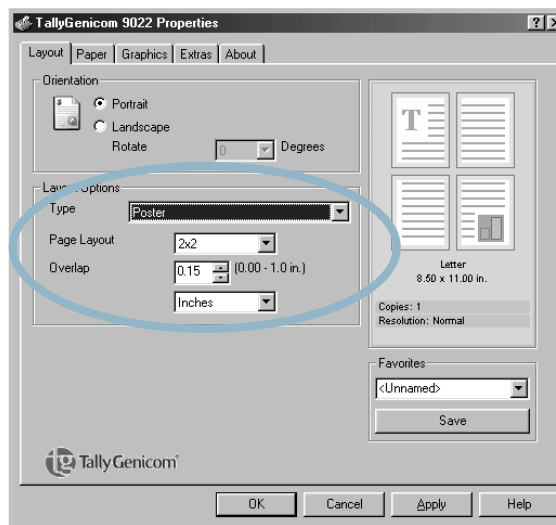 TallyGenicom 9022 Properties
Layout Paper Graphics Extras About
Orientation
Portrait
Landscape
Rotate 0 Degrees
Layout Options
Type Poster
Page Layout 2x2
Overlap 0.15 (0.00 - 1.0 in.)
Inches
T
Letter
8.50 x 11.00 in.
Copies: 1
Resolution: Normal
Favorites
<Unnamed>
Save
tg TallyGenicom
OK Cancel Apply Help